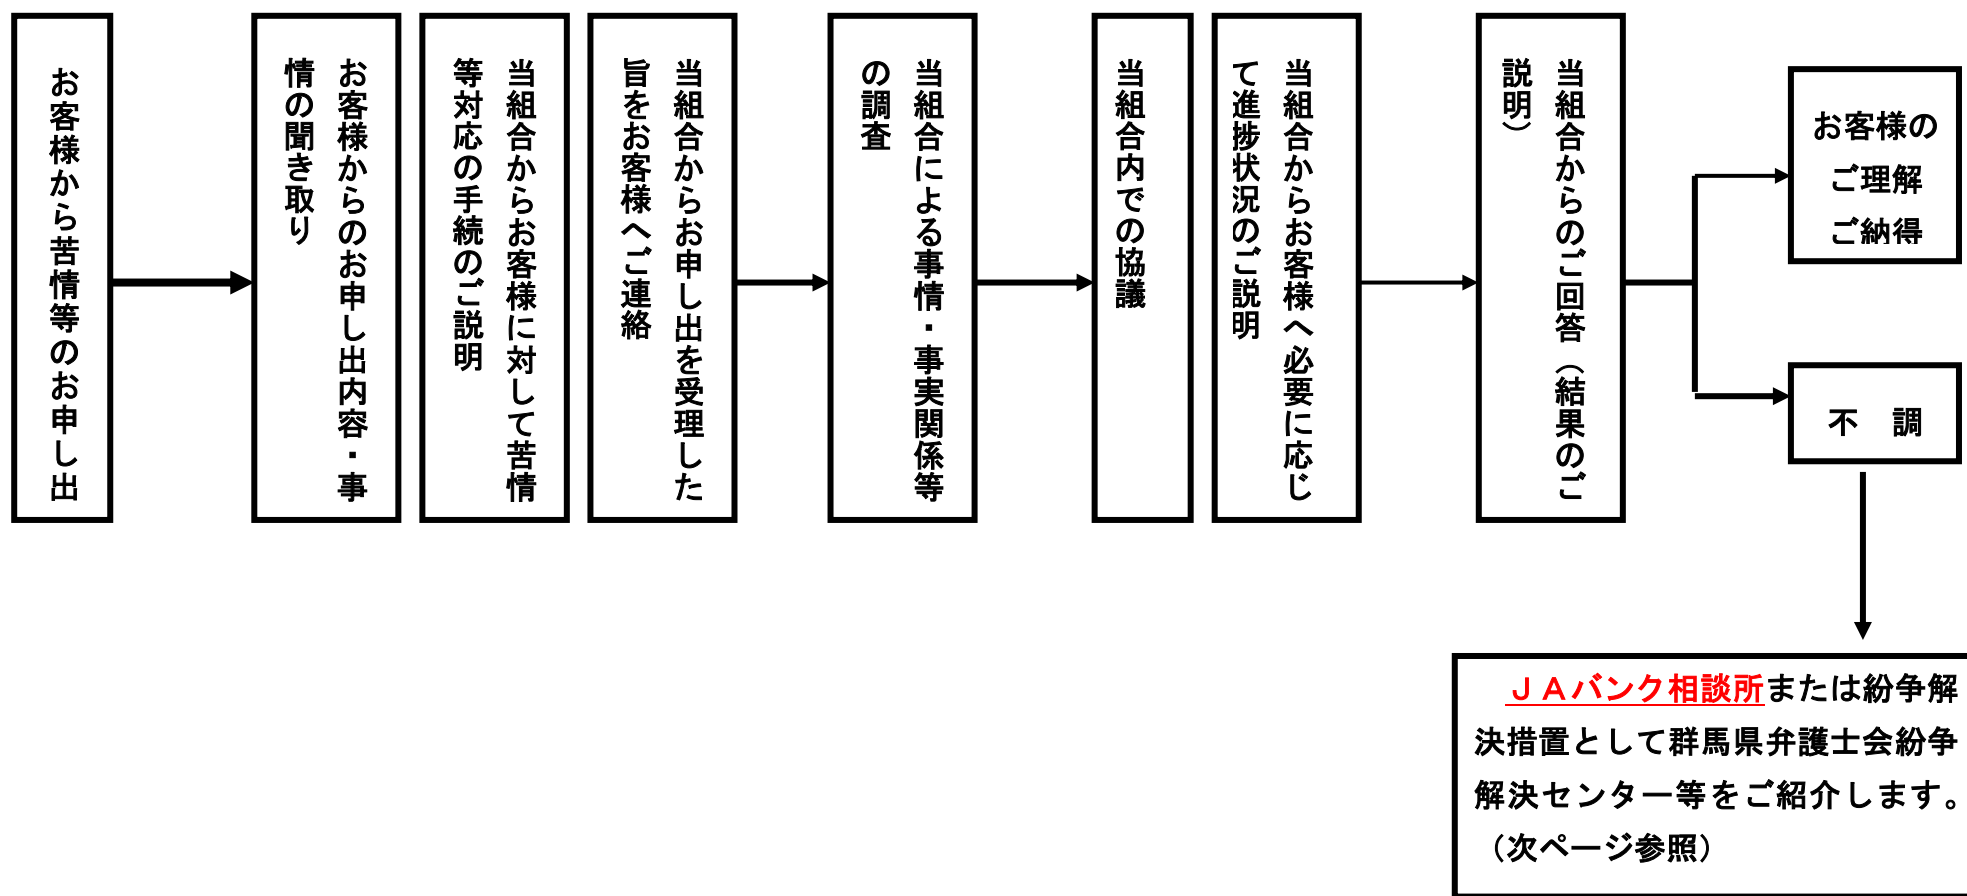 お客様から苦情等のお申し出
お客様からのお申し出内容・事
情の聞き取り
当組合からお客様に対して苦情
等対応の手続のご説明
当組合からお申し出を受理した
旨をお客様へご連絡
当組合による事情・事実関係等
の調査
当組合内での協議
当組合からお客様へ必要に応じ
て進捗状況のご説明
当組合からのご回答（結果のご
説明）
お客様の
ご理解
ご納得
不　調
ＪＡバンク相談所または紛争解
決措置として群馬県弁護士会紛争
解決センター等をご紹介します。
（次ページ参照）